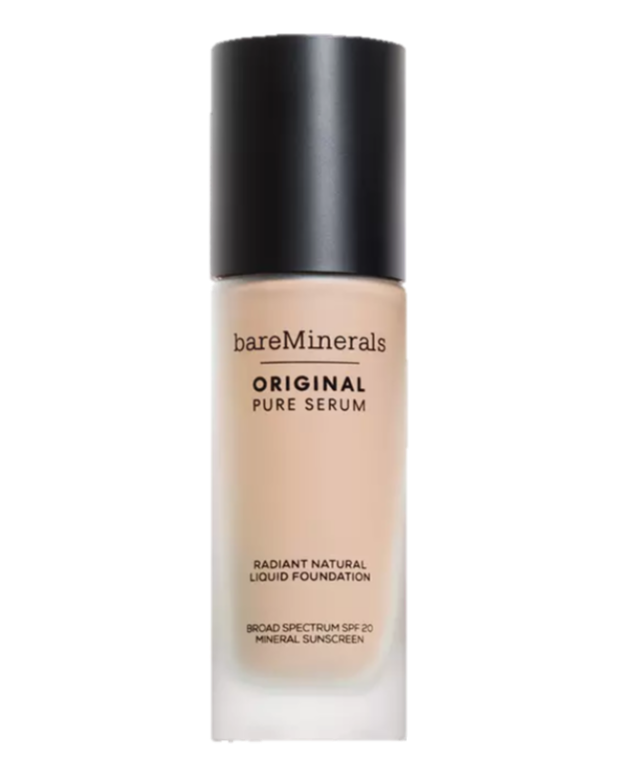 bareMinerals
ORIGINAL
PURE SERUM
RADIANT NATURAL
LIQUID FOUNDATION
BROAD SPECTRUM SPF 20
MINERAL SUNSCREEN